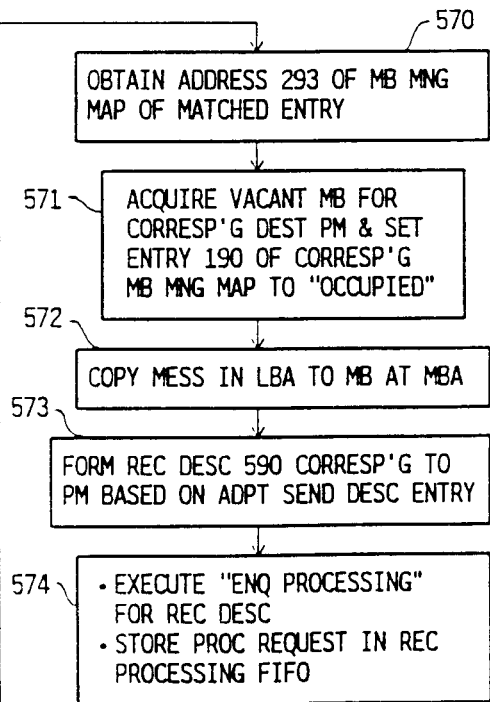 570
OBTAIN ADDRESS 293 OF MB MNG
MAP OF MATCHED ENTRY
571
ACQUIRE VACANT MB FOR
CORRESP'G DEST PM & SET
ENTRY 190 OF CORRESP'G
MB MNG MAP TO "OCCUPIED"
572
COPY MESS IN LBA TO MB AT MBA
573
FORM REC DESC 590 CORRESP'G TO
PM BASED ON ADPT SEND DESC ENTRY
574
• EXECUTE "ENQ PROCESSING"
FOR REC DESC
• STORE PROC REQUEST IN REC
PROCESSING FIFO